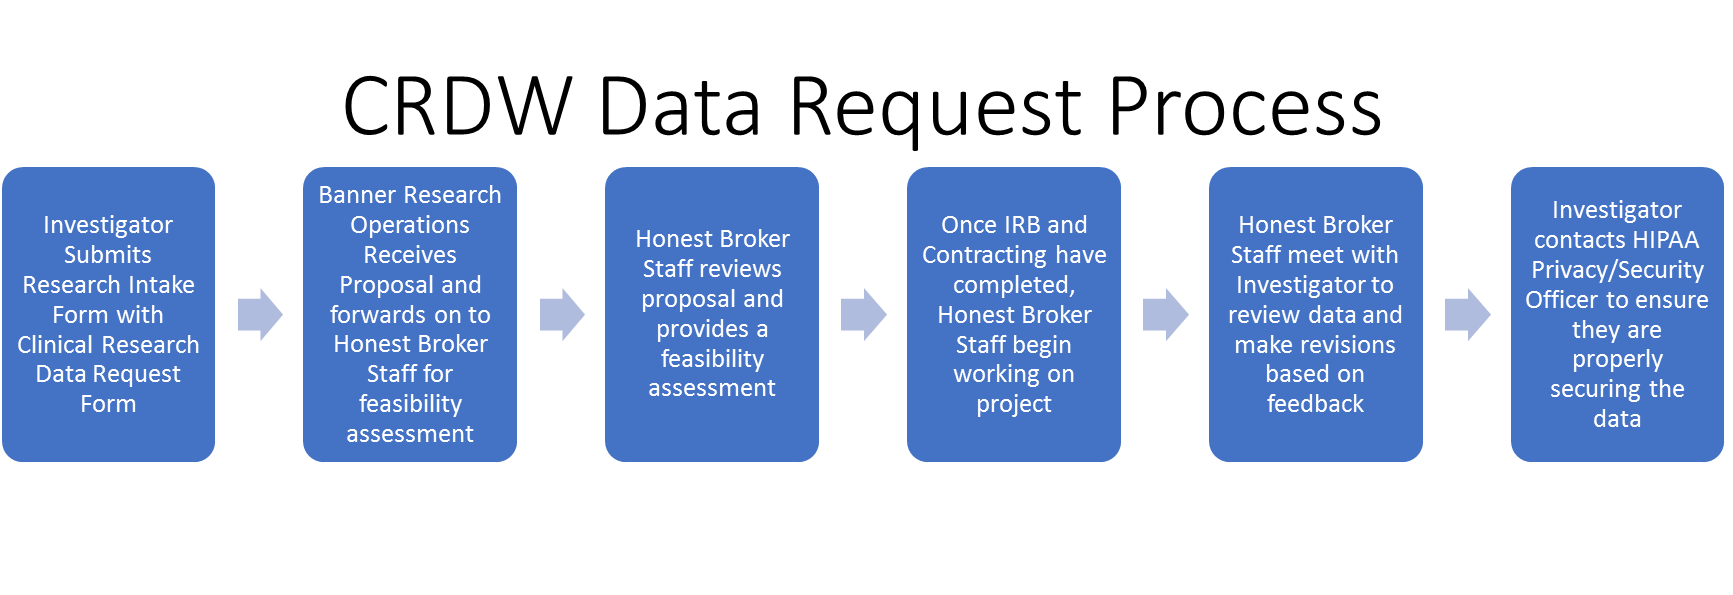 CRDW Data Request Process
Investigator
Submits
Research Intake
Form with
Clinical Research
Data Request
Form
Banner Research
Operations
Receives
Proposal and
forwards on to
Honest Broker
Staff for
feasibility
assessment
Honest Broker
Staff reviews
proposal and
provides a
feasibility
assessment
Once IRB and
Contracting have
completed,
Honest Broker
Staff begin
working on
project
Honest Broker
Staff meet with
Investigator to
review data and
make revisions
based on
feedback
Investigator
contacts HIPAA
Privacy/Security
Officer to ensure
they are
properly
securing the
data